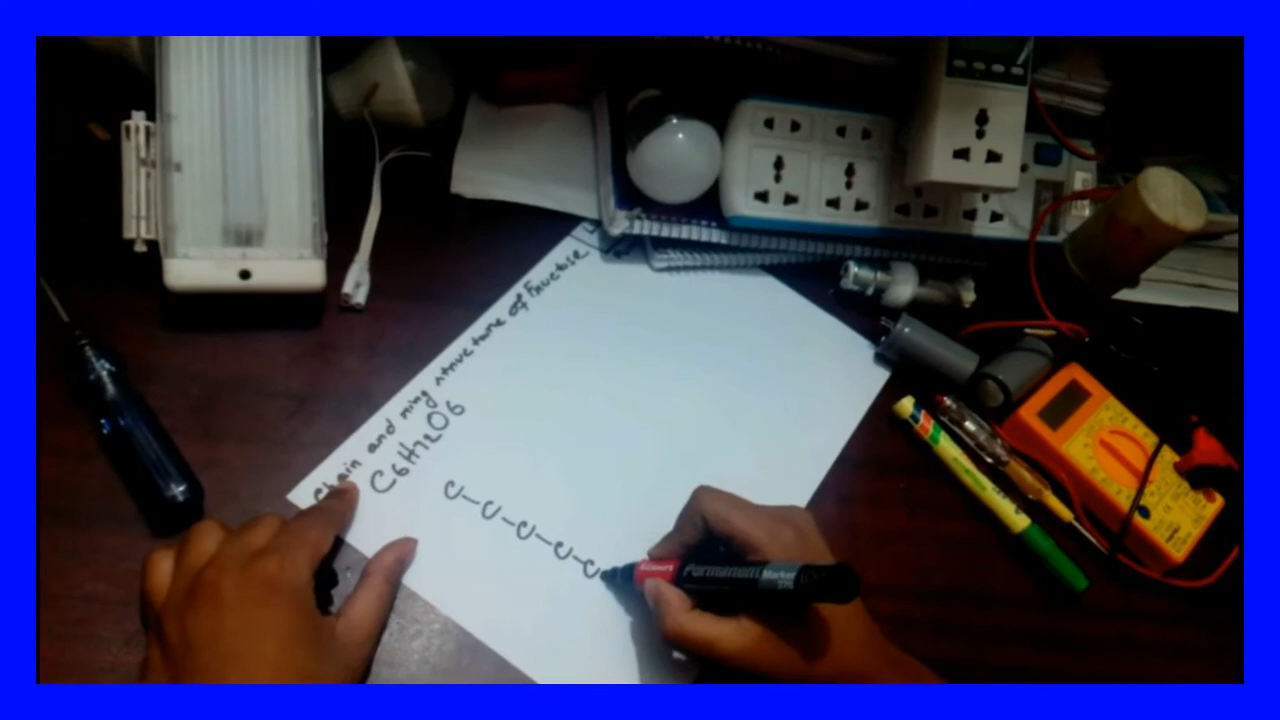 Chain and ring structure of Fructose
C6H12O6
C-C-C-C-C
Permanent
Marker